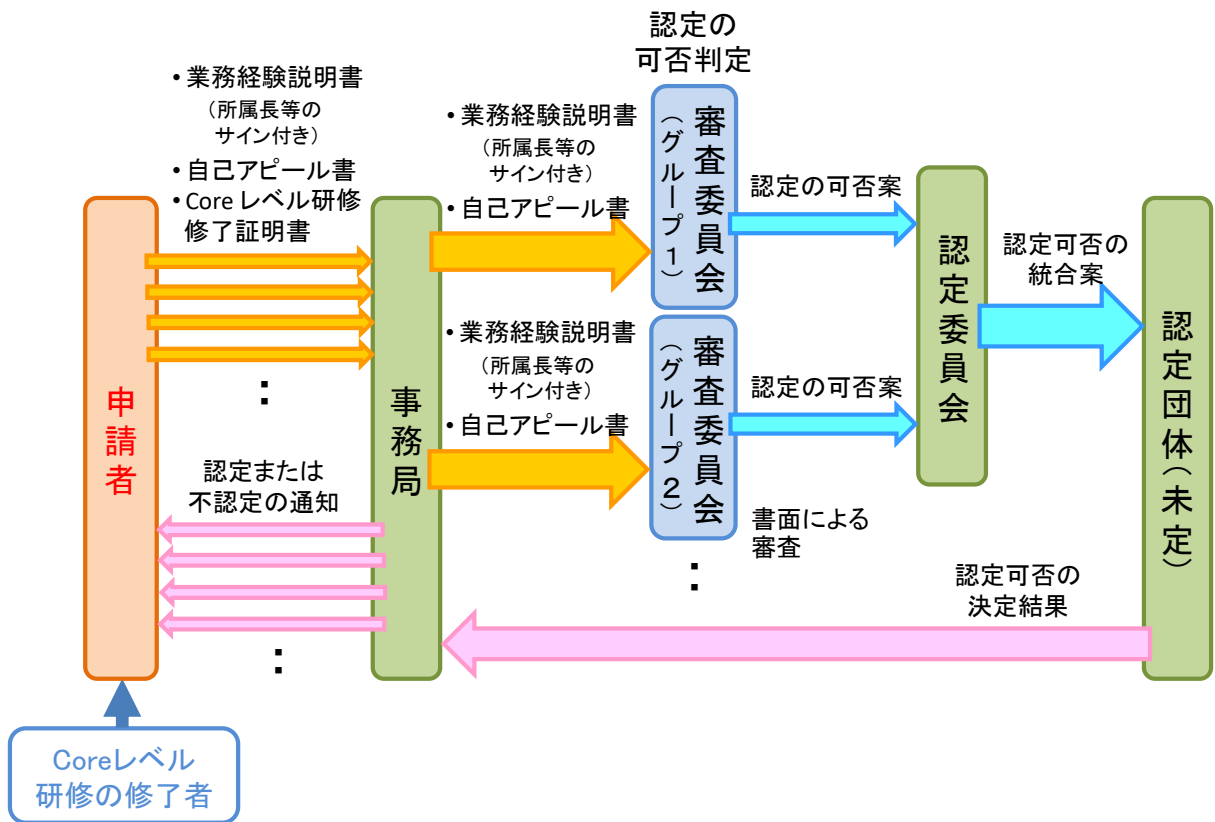 認定の
可否判定
• 業務経験説明書
（所属長等の
サイン付き）
• 自己アピール書
• Core レベル研修
修了証明書
• 業務経験説明書
（所属長等の
サイン付き）
• 自己アピール書
審査委員会
（グループ１）
認定の可否案
認定可否の
統合案
• 業務経験説明書
（所属長等の
サイン付き）
• 自己アピール書
審査委員会
（グループ２）
認定の可否案
認定委員会
認定団体（未定）
申請者
：
事務局
認定または
不認定の通知
書面による
審査
：
認定可否の
決定結果
：
Coreレベル
研修の修了者